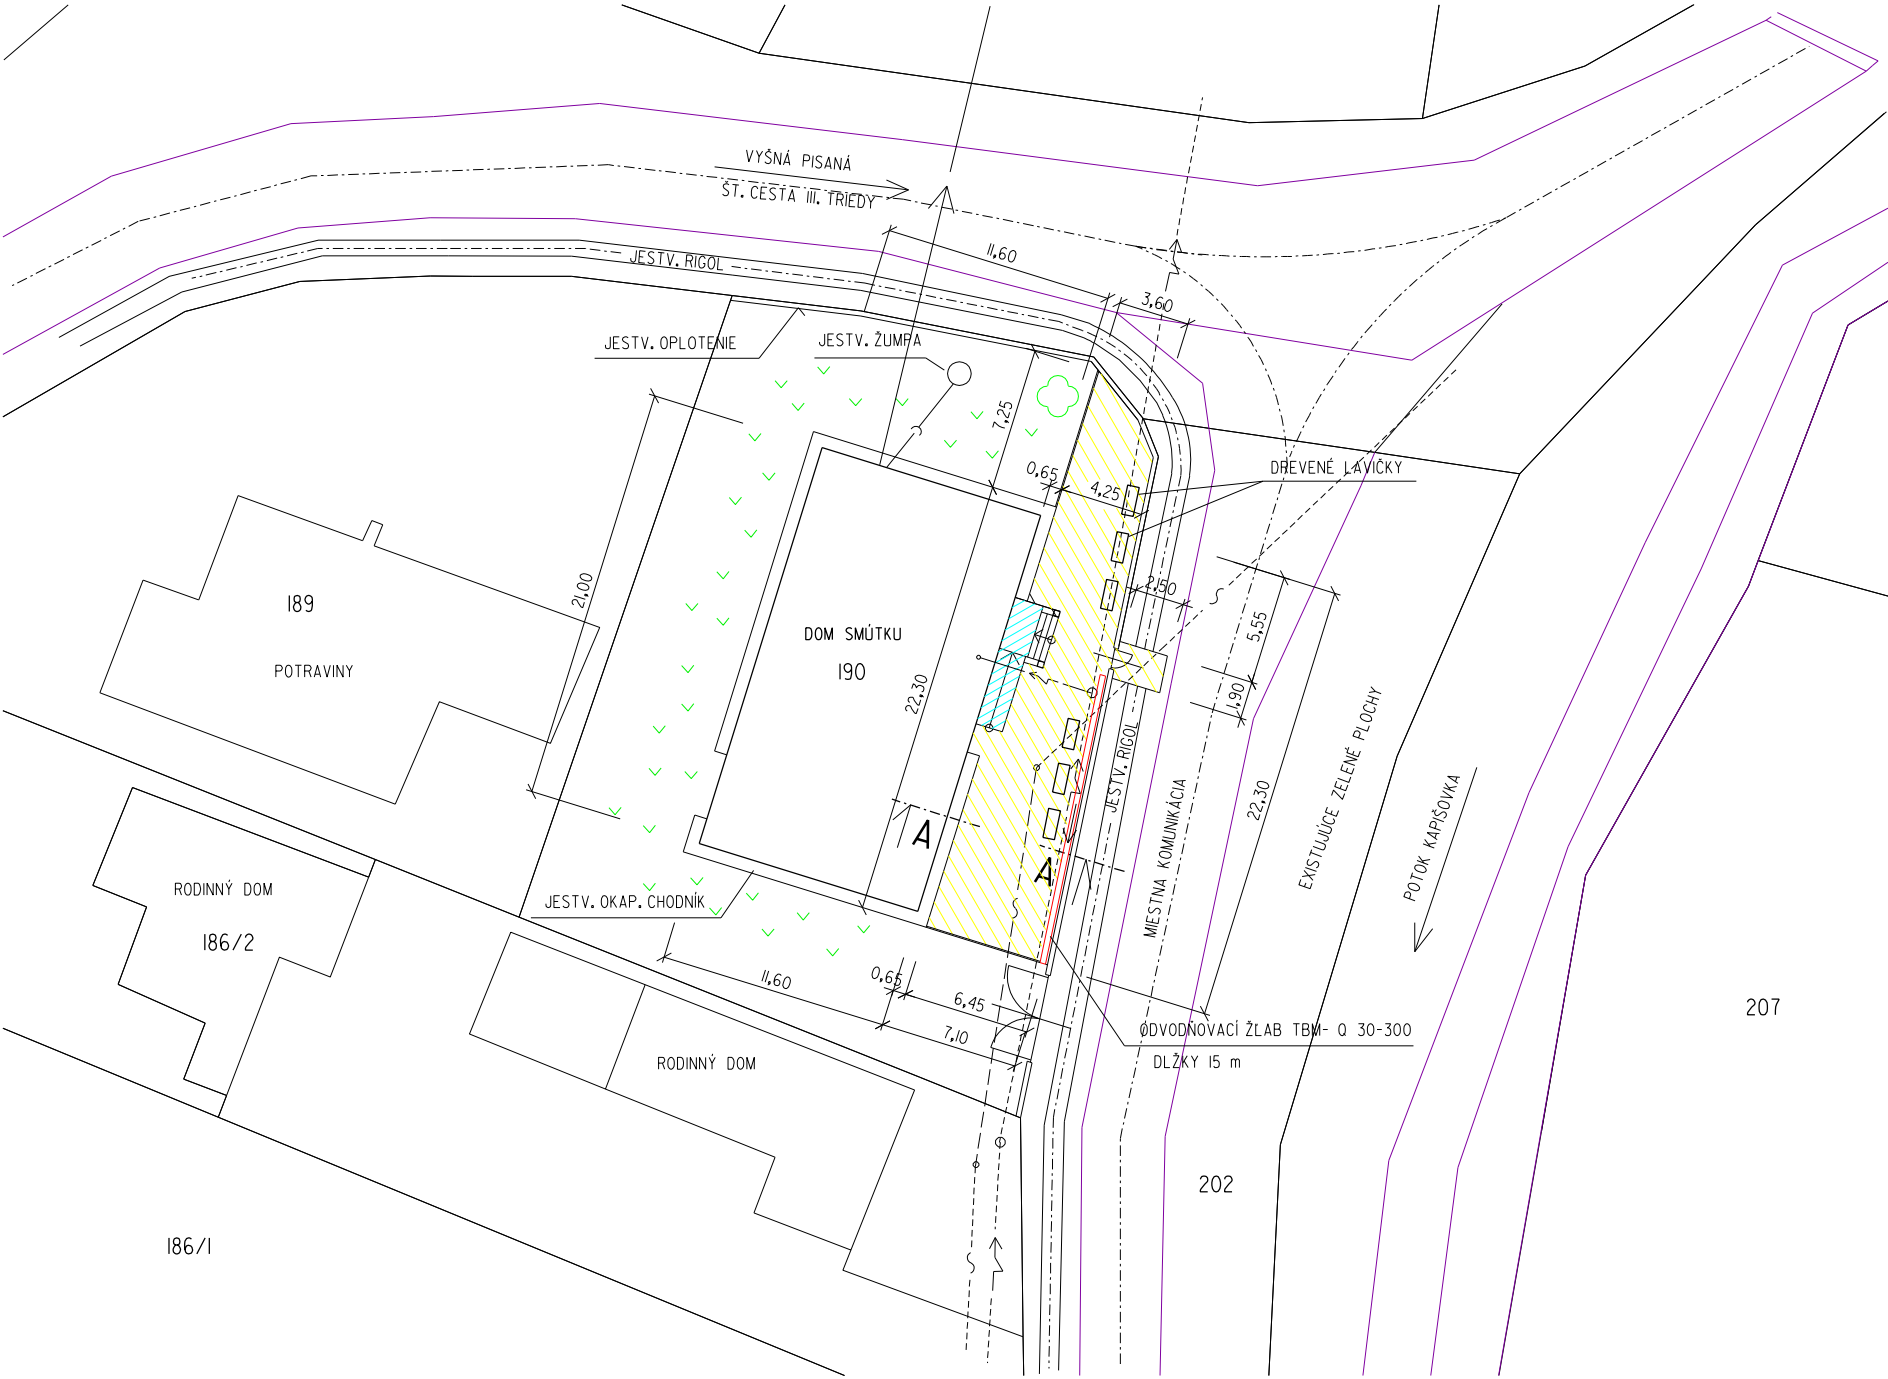 VYŠNÁ PISANÁ
ŠT. CESTA III. TRIEDY
JESTV. RIGOL
11,60
3,60
JESTV. OPLOTENIE
JESTV. ŽUMPA
7,25
0,65
4,25
DREVENÉ LAVIČKY
21,00
2,50
5,55
189
POTRAVINY
DOM SMÚTKU
190
22,30
1,90
JESTV. RIGOL
MIESTNA KOMUNIKÁCIA
22,30
EXISTUJÚCE ZELENÉ PLOCHY
POTOK KAPIŠOVKA
A
A
RODINNÝ DOM
186/2
JESTV. OKAP. CHODNÍK
11,60
0,65
6,45
7,10
ODVODŇOVACÍ ŽLAB TBM- Q 30-300
DLŽKY 15 m
207
RODINNÝ DOM
202
186/1